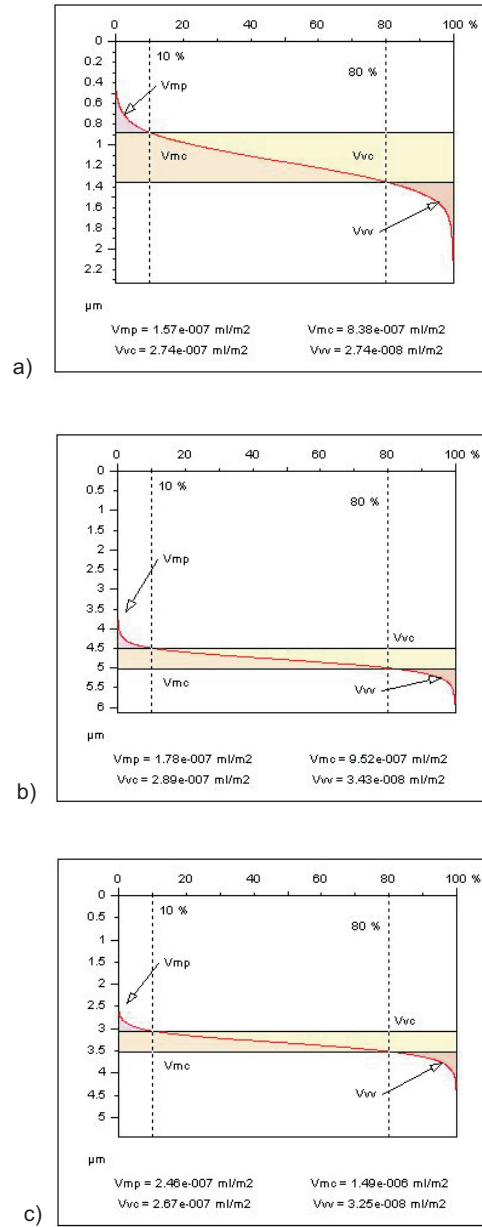 0 20 40 60 80 100 %
0
10 %
0.2
80 %
0.4
Vmp
0.6
0.8
1
Vmc Vvc
1.2
1.4
1.6
Vvv
1.8
2
2.2
µm
Vmp = 1.57e-007 ml/m2 Vmc = 8.38e-007 ml/m2
Vvc = 2.74e-007 ml/m2 Vvv = 2.74e-008 ml/m2
a)
0 20 40 60 80 100 %
0
0.5 10 %
80 %
1
1.5
2
Vmp
2.5
3
3.5
4
Vvc
4.5
5
Vmc Vvv
5.5
6
µm
Vmp = 1.78e-007 ml/m2 Vmc = 9.52e-007 ml/m2
Vvc = 2.89e-007 ml/m2 Vvv = 3.43e-008 ml/m2
b)
0 20 40 60 80 100 %
0
10 %
0.5
80 %
1
1.5
Vmp
2
2.5
Vvc
3
3.5
Vmc
4
Vvv
4.5
5
µm
Vmp = 2.46e-007 ml/m2 Vmc = 1.49e-006 ml/m2
Vvc = 2.67e-007 ml/m2 Vvv = 3.25e-008 ml/m2
c)